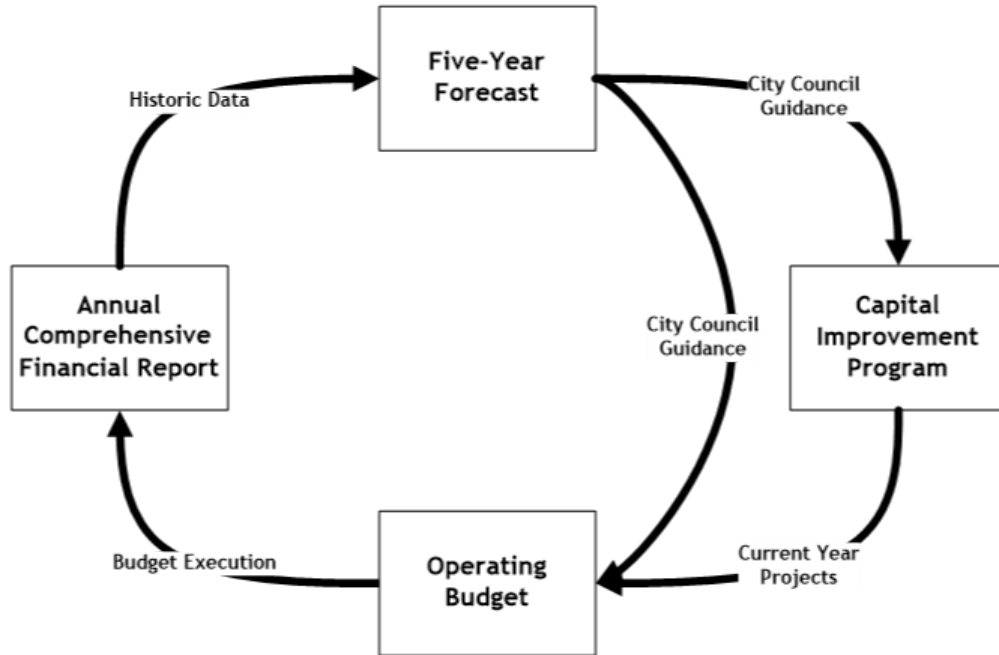 Five-Year
Forecast
Historic Data
City Council
Guidance
Annual
Comprehensive
Financial Report
City Council
Guidance
Capital
Improvement
Program
Budget Execution
Operating
Budget
Current Year
Projects